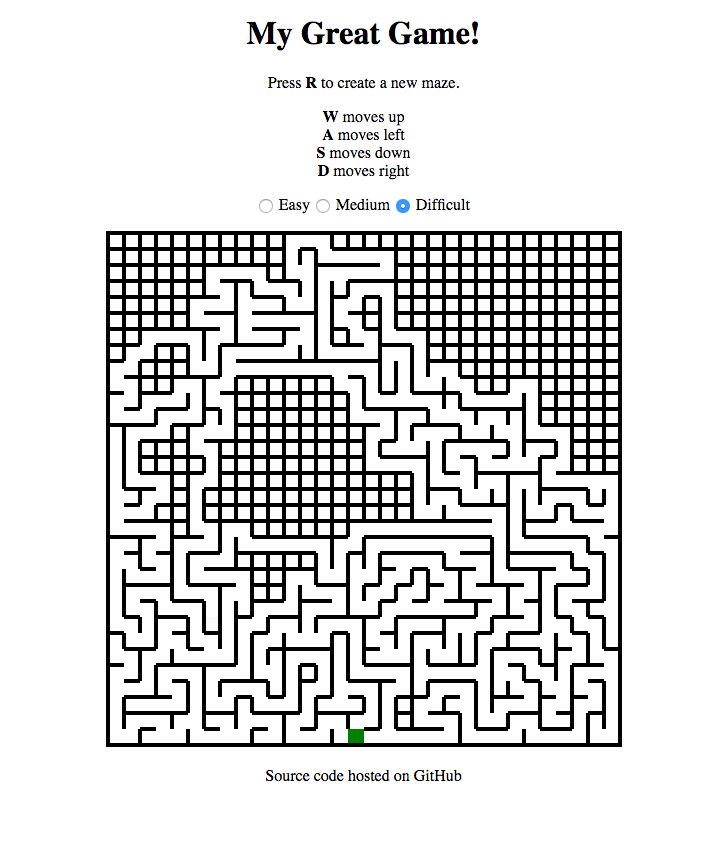 My Great Game!
Press R to create a new maze.
W moves up
A moves left
S moves down
D moves right
Easy Medium Difficult
Source code hosted on GitHub